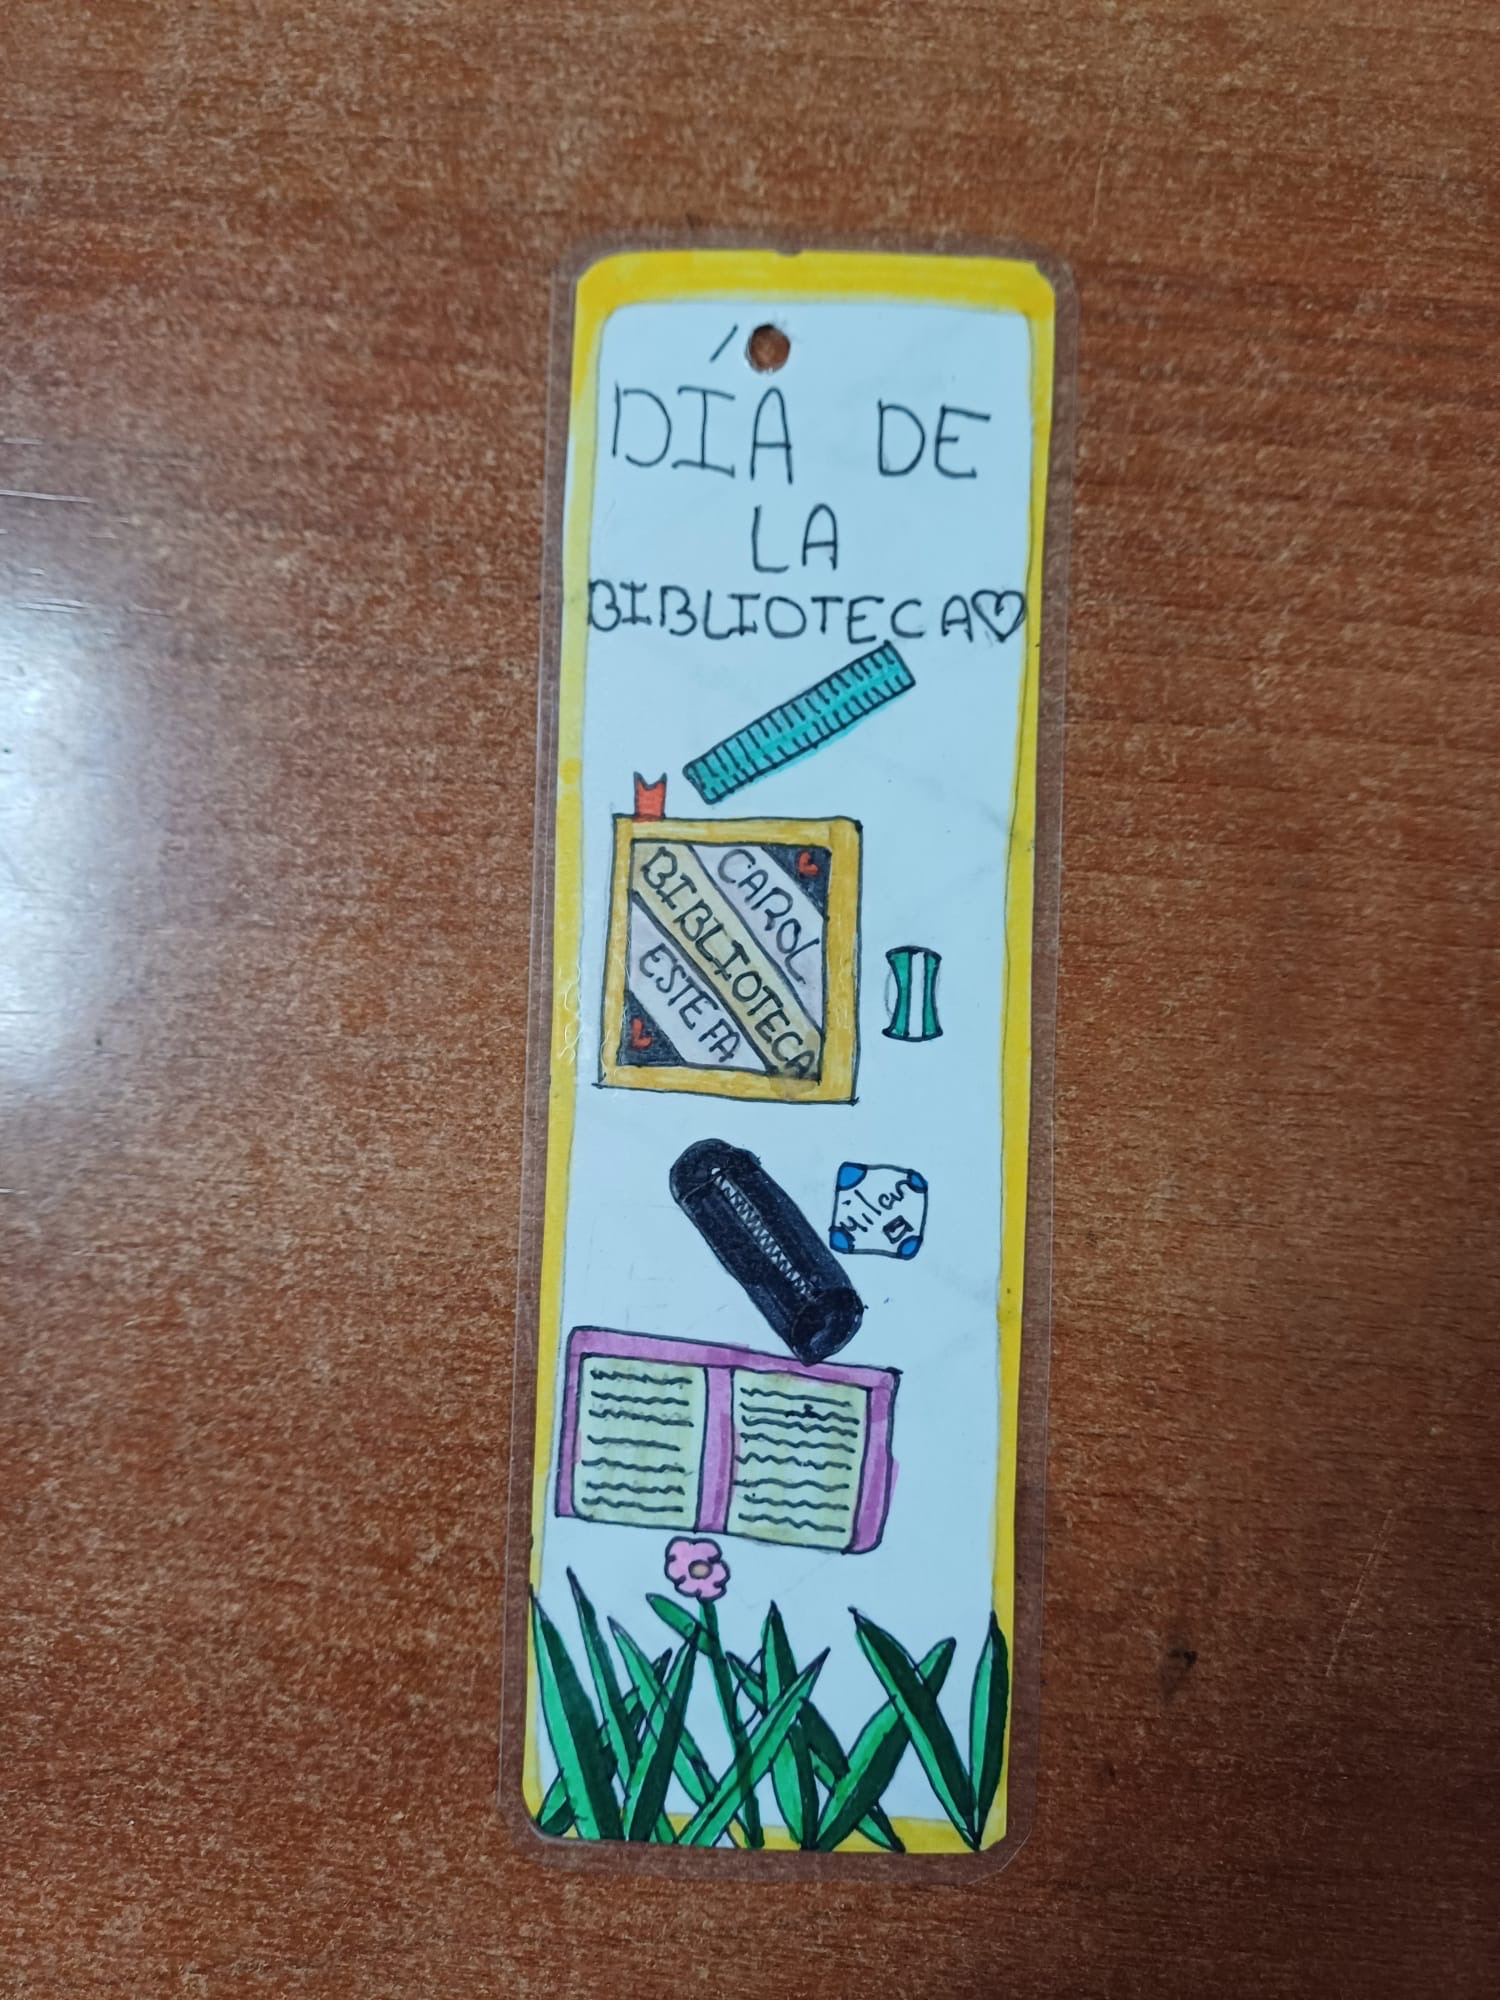 DÍA DE
LA
BIBLIOTECA♡
CAROL
BIBLIOTECA
ESTEFA
Milan